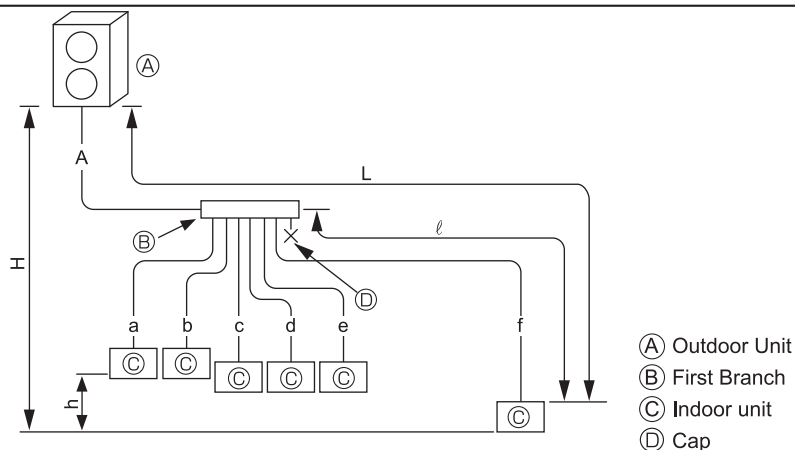 Ⓐ
A
L
H
Ⓑ
ℓ
Ⓓ
a b c d e f
Ⓒ Ⓒ Ⓒ Ⓒ Ⓒ
h
Ⓒ
Ⓐ Outdoor Unit
Ⓑ First Branch
Ⓒ Indoor unit
Ⓓ Cap